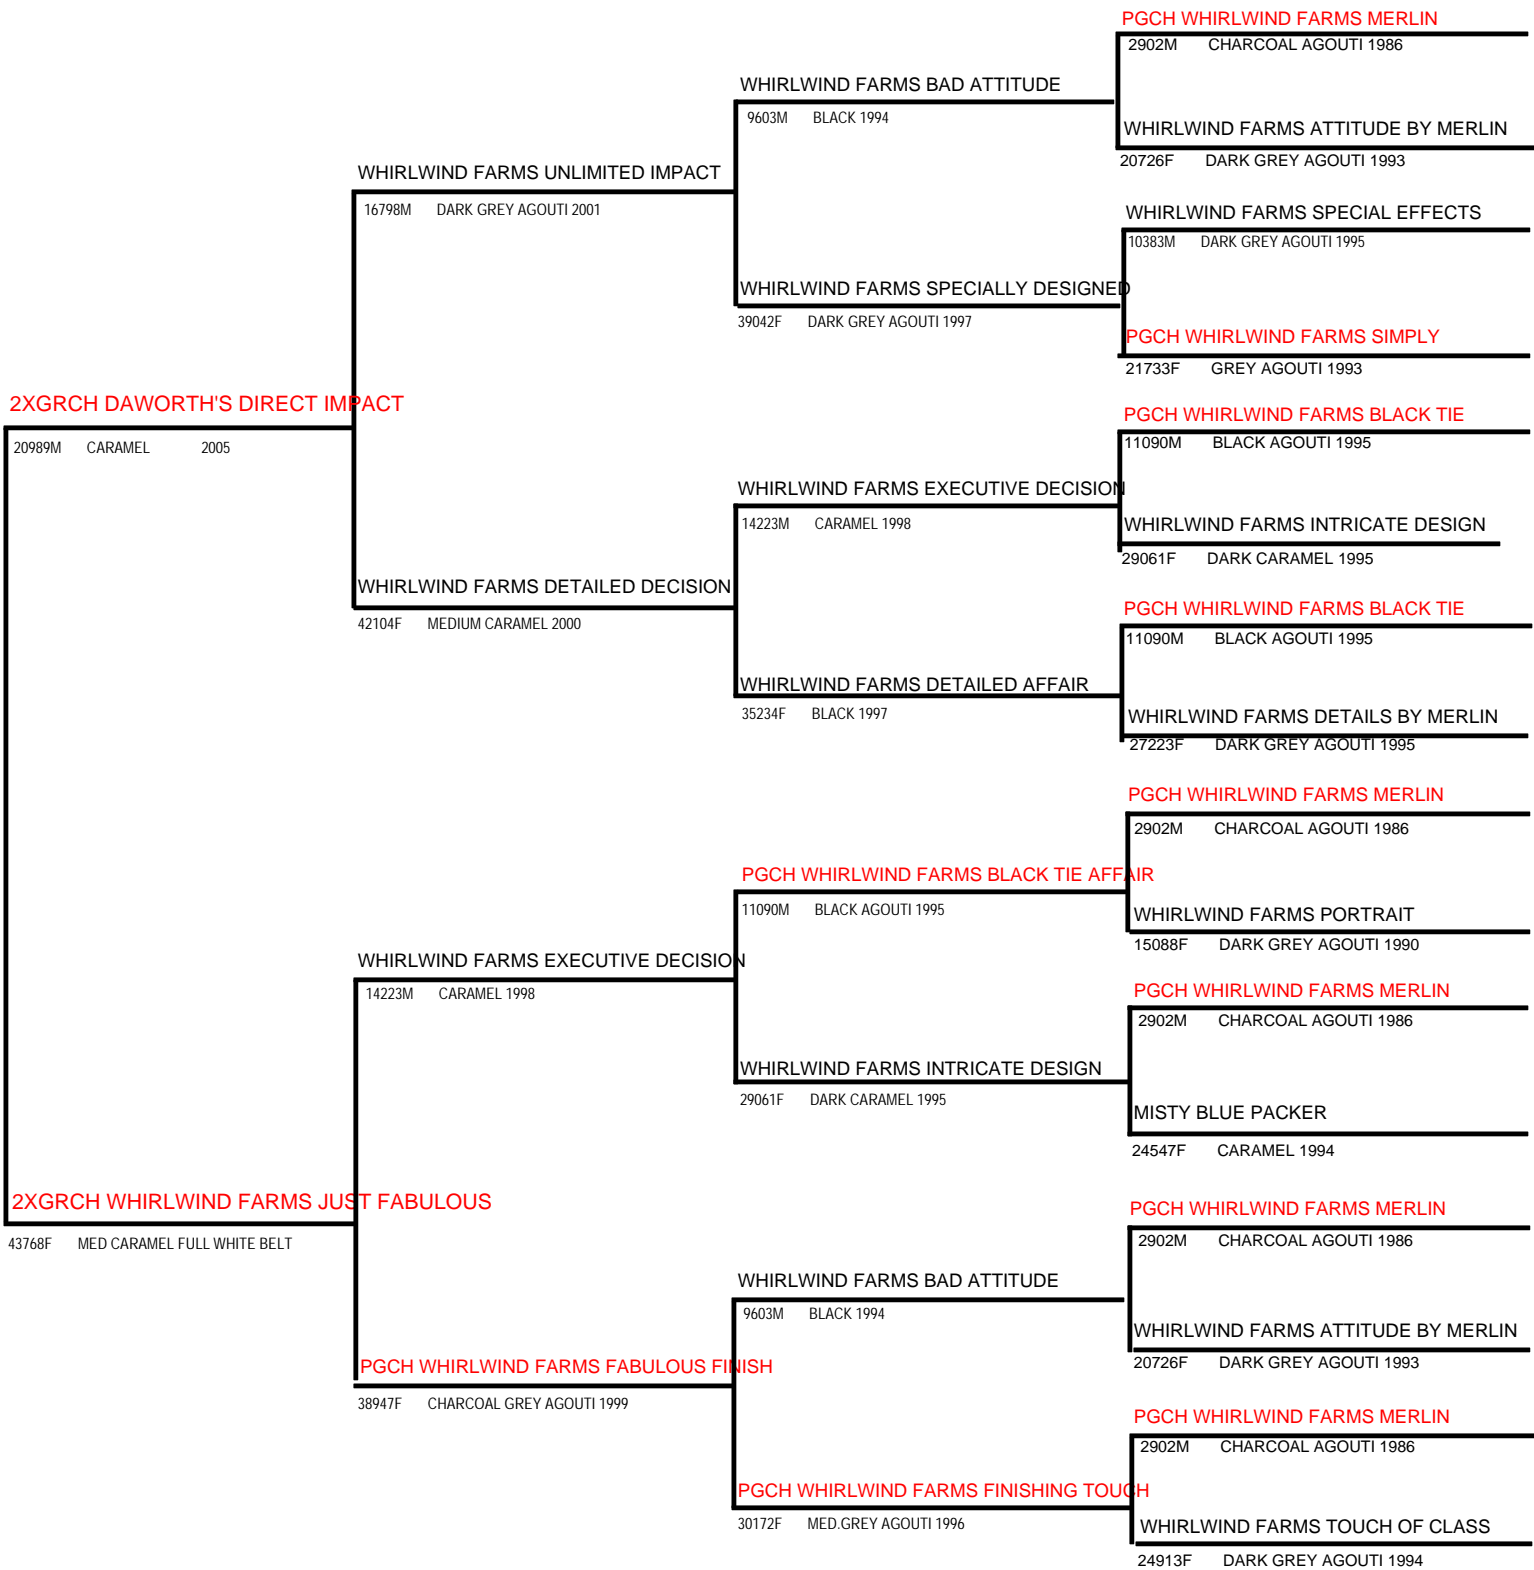 PGCH WHIRLWIND FARMS MERLIN
2902M CHARCOAL AGOUTI 1986
WHIRLWIND FARMS BAD ATTITUDE
9603M BLACK 1994
WHIRLWIND FARMS ATTITUDE BY MERLIN
20726F DARK GREY AGOUTI 1993
WHIRLWIND FARMS UNLIMITED IMPACT
16798M DARK GREY AGOUTI 2001
WHIRLWIND FARMS SPECIAL EFFECTS
10383M DARK GREY AGOUTI 1995
WHIRLWIND FARMS SPECIALLY DESIGNED
39042F DARK GREY AGOUTI 1997
PGCH WHIRLWIND FARMS SIMPLY
21733F GREY AGOUTI 1993
2XGRCH DAWORTH'S DIRECT IMPACT
20989M CARAMEL 2005
PGCH WHIRLWIND FARMS BLACK TIE
11090M BLACK AGOUTI 1995
WHIRLWIND FARMS EXECUTIVE DECISION
14223M CARAMEL 1998
WHIRLWIND FARMS INTRICATE DESIGN
29061F DARK CARAMEL 1995
WHIRLWIND FARMS DETAILED DECISION
42104F MEDIUM CARAMEL 2000
PGCH WHIRLWIND FARMS BLACK TIE
11090M BLACK AGOUTI 1995
WHIRLWIND FARMS DETAILED AFFAIR
35234F BLACK 1997
WHIRLWIND FARMS DETAILS BY MERLIN
27223F DARK GREY AGOUTI 1995
PGCH WHIRLWIND FARMS MERLIN
2902M CHARCOAL AGOUTI 1986
PGCH WHIRLWIND FARMS BLACK TIE AFFAIR
11090M BLACK AGOUTI 1995
WHIRLWIND FARMS PORTRAIT
15088F DARK GREY AGOUTI 1990
WHIRLWIND FARMS EXECUTIVE DECISION
14223M CARAMEL 1998
PGCH WHIRLWIND FARMS MERLIN
2902M CHARCOAL AGOUTI 1986
WHIRLWIND FARMS INTRICATE DESIGN
29061F DARK CARAMEL 1995
MISTY BLUE PACKER
24547F CARAMEL 1994
2XGRCH WHIRLWIND FARMS JUST FABULOUS
43768F MED CARAMEL FULL WHITE BELT
PGCH WHIRLWIND FARMS MERLIN
2902M CHARCOAL AGOUTI 1986
WHIRLWIND FARMS BAD ATTITUDE
9603M BLACK 1994
WHIRLWIND FARMS ATTITUDE BY MERLIN
20726F DARK GREY AGOUTI 1993
PGCH WHIRLWIND FARMS FABULOUS FINISH
38947F CHARCOAL GREY AGOUTI 1999
PGCH WHIRLWIND FARMS MERLIN
2902M CHARCOAL AGOUTI 1986
PGCH WHIRLWIND FARMS FINISHING TOUCH
30172F MED.GREY AGOUTI 1996
WHIRLWIND FARMS TOUCH OF CLASS
24913F DARK GREY AGOUTI 1994